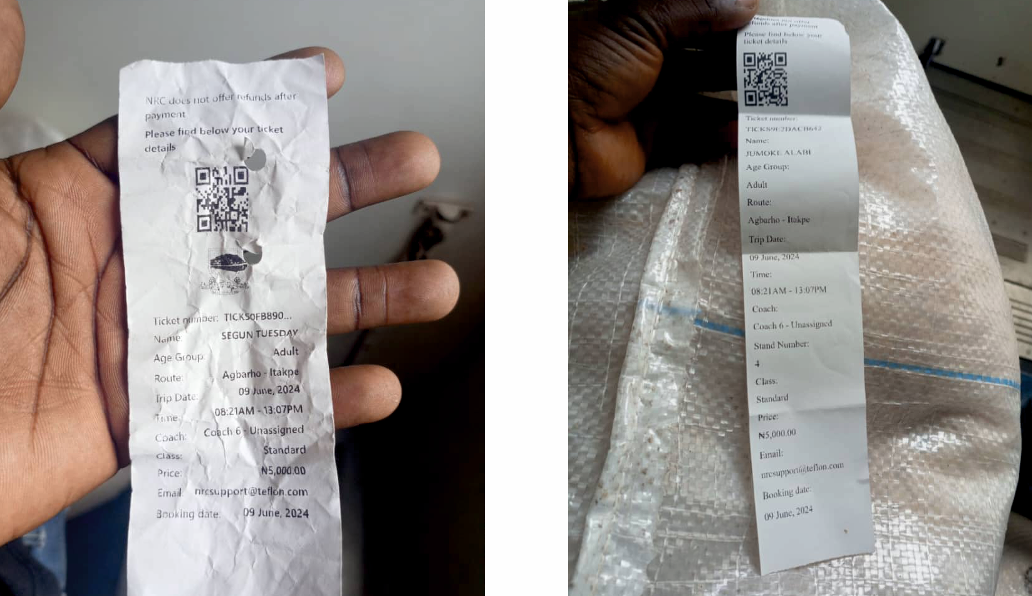 NRC does not offer refunds after
payment
Please find below your ticket
details
Ticket number: TICK50FB890...
Name: SEGUN TUESDAY
Age Group: Adult
Route: Agbarho - Itakpe
Trip Date: 09 June, 2024
Time: 08:21AM - 13:07PM
Coach: Coach 6 - Unassigned
Class: Standard
Price: ₦5,000.00
Email: nrcsupport@teflon.com
Booking date: 09 June, 2024
refunds after payment
Please find below your
ticket details
Ticket number:
Name:
JUMOKE ALABI
Age Group:
Adult
Route:
Agbarho - Itakpe
Trip Date:
09 June, 2024
Time:
08:21AM - 13:07PM
Coach:
Coach 6 - Unassigned
Stand Number:
4
Class:
Standard
Price:
₦5,000.00
Email:
nrcsupport@teflon.com
Booking date:
09 June, 2024